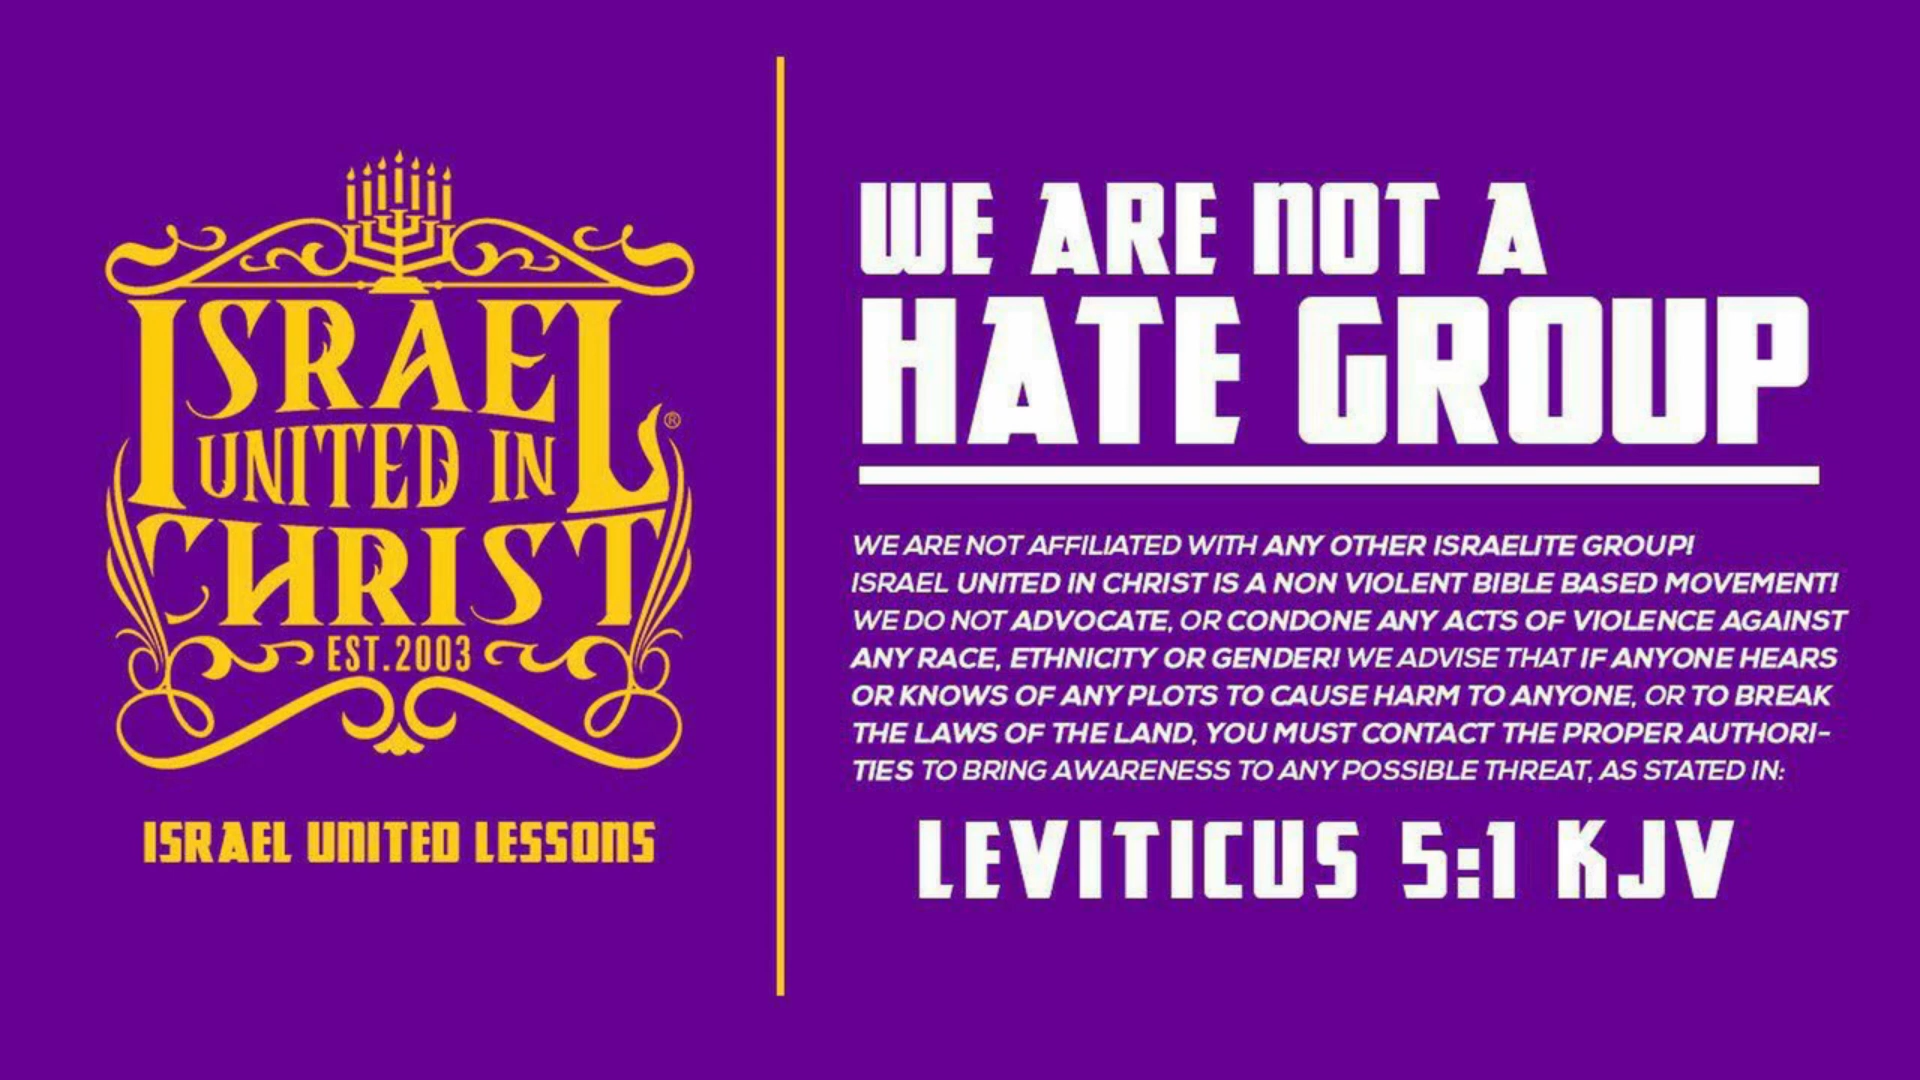 ISRAEL
UNITED IN
CHRIST
®
EST.2003
ISRAEL UNITED LESSONS
WE ARE NOT A
HATE GROUP
WE ARE NOT AFFILIATED WITH ANY OTHER ISRAELITE GROUP!
ISRAEL UNITED IN CHRIST IS A NON VIOLENT BIBLE BASED MOVEMENT!
WE DO NOT ADVOCATE, OR CONDONE ANY ACTS OF VIOLENCE AGAINST
ANY RACE, ETHNICITY OR GENDER! WE ADVISE THAT IF ANYONE HEARS
OR KNOWS OF ANY PLOTS TO CAUSE HARM TO ANYONE, OR TO BREAK
THE LAWS OF THE LAND, YOU MUST CONTACT THE PROPER AUTHORI-
TIES TO BRING AWARENESS TO ANY POSSIBLE THREAT, AS STATED IN:
LEVITICUS 5:1 KJV